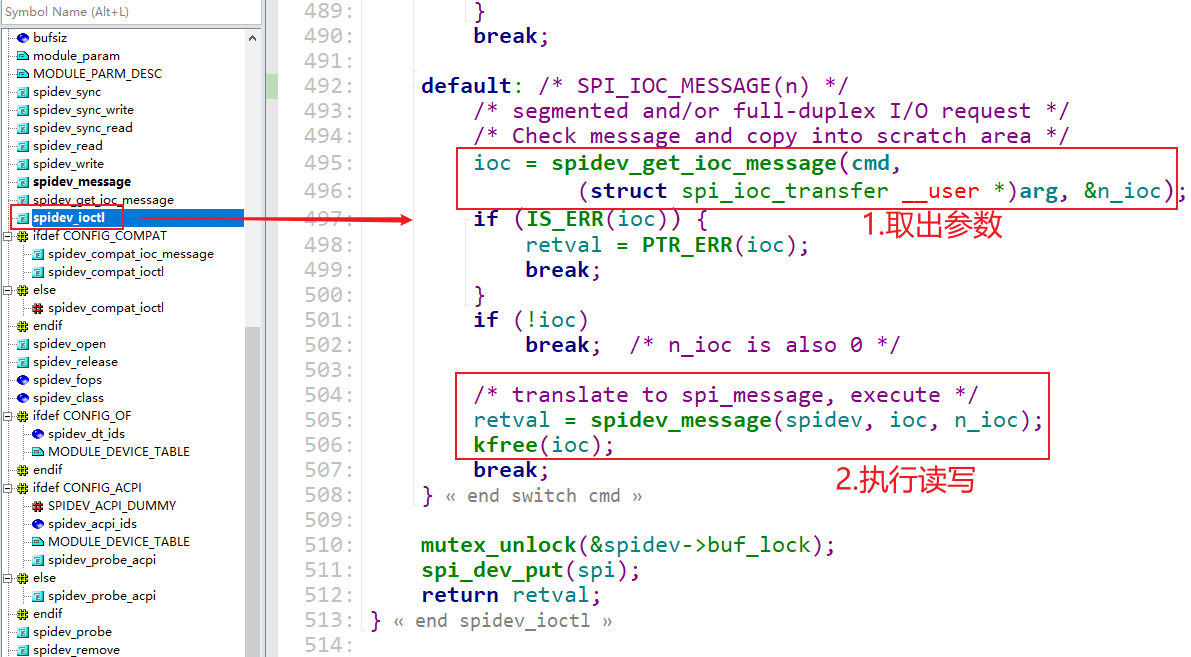 Symbol Name (Alt+L)
bufsiz
module_param
MODULE_PARM_DESC
spidev_sync
spidev_sync_write
spidev_sync_read
spidev_read
spidev_write
spidev_message
spidev_get_ioc_message
spidev_ioctl
ifdef CONFIG_COMPAT
spidev_compat_ioc_message
spidev_compat_ioctl
else
spidev_compat_ioctl
endif
spidev_open
spidev_release
spidev_fops
spidev_class
ifdef CONFIG_OF
spidev_dt_ids
MODULE_DEVICE_TABLE
endif
ifdef CONFIG_ACPI
SPIDEV_ACPI_DUMMY
spidev_acpi_ids
MODULE_DEVICE_TABLE
spidev_probe_acpi
else
spidev_probe_acpi
endif
spidev_probe
spidev_remove
489: }
490: break;
491:
492: default: /* SPI_IOC_MESSAGE(n) */
493: /* segmented and/or full-duplex I/O request */
494: /* Check message and copy into scratch area */
495: ioc = spidev_get_ioc_message(cmd,
496: (struct spi_ioc_transfer __user *)arg, &n_ioc);
497: if (IS_ERR(ioc)) {
1.取出参数
498: retval = PTR_ERR(ioc);
499: break;
500: }
501: if (!ioc)
502: break; /* n_ioc is also 0 */
503:
504: /* translate to spi_message, execute */
505: retval = spidev_message(spidev, ioc, n_ioc);
506: kfree(ioc);
507: break;
2.执行读写
508: } « end switch cmd »
509:
510: mutex_unlock(&spidev->buf_lock);
511: spi_dev_put(spi);
512: return retval;
513: } « end spidev_ioctl »
514: